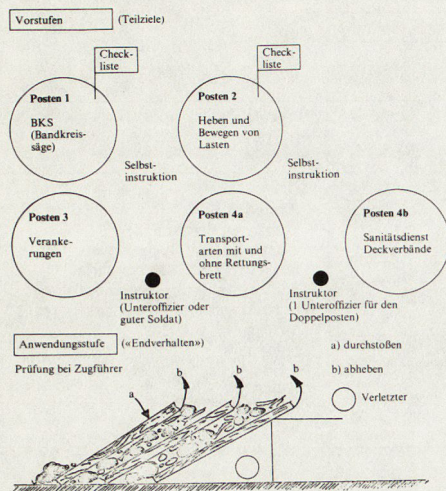 Vorstufen (Teilziele)
Check-
liste
Check-
liste
Posten 1
BKS
(Bandkreis-
säge)
Posten 2
Heben und
Bewegen von
Lasten
Selbst-
instruktion
Selbst-
instruktion
Posten 3
Veranke-
rungen
Posten 4a
Transport-
arten mit und
ohne Rettungs-
brett
Posten 4b
Sanitätsdienst
Deckverbände
Instruktor
(Unteroffizier oder
guter Soldat)
Instruktor
(1 Unteroffizier für den
Doppelposten)
Anwendungsstufe («Endverhalten»)
Prüfung bei Zugführer
a) durchstoßen
b) abheben
Verletzter
a
b
b
b